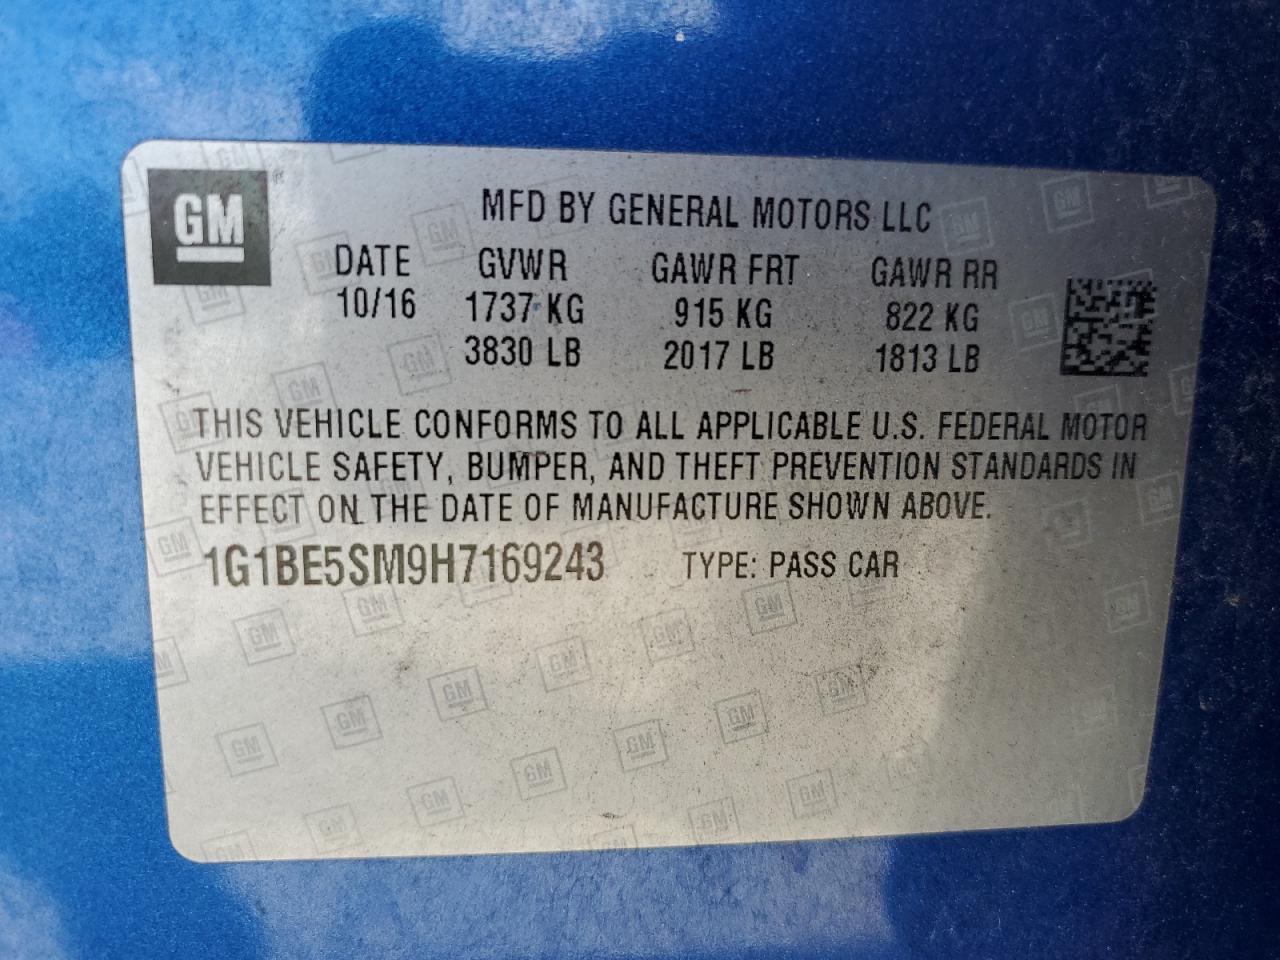 GM
MFD BY GENERAL MOTORS LLC
DATE GVWR GAWR FRT GAWR RR
10/16 1737 KG 915 KG 822 KG
3830 LB 2017 LB 1813 LB
THIS VEHICLE CONFORMS TO ALL APPLICABLE U.S. FEDERAL MOTOR
VEHICLE SAFETY, BUMPER, AND THEFT PREVENTION STANDARDS IN
EFFECT ON THE DATE OF MANUFACTURE SHOWN ABOVE.
1G1BE5SM9H7169243 TYPE: PASS CAR